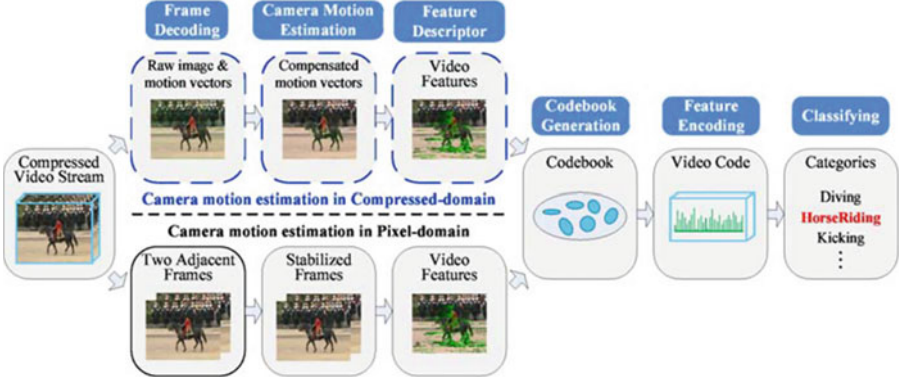 Frame
Decoding
Camera Motion
Estimation
Feature
Descriptor
Raw image &
motion vectors
Compensated
motion vectors
Video
Features
Codebook
Generation
Feature
Encoding
Classifying
Compressed
Video Stream
Codebook
Video Code
Categories
Diving
HorseRiding
Kicking
Camera motion estimation in Compressed-domain
Camera motion estimation in Pixel-domain
Two Adjacent
Frames
Stabilized
Frames
Video
Features